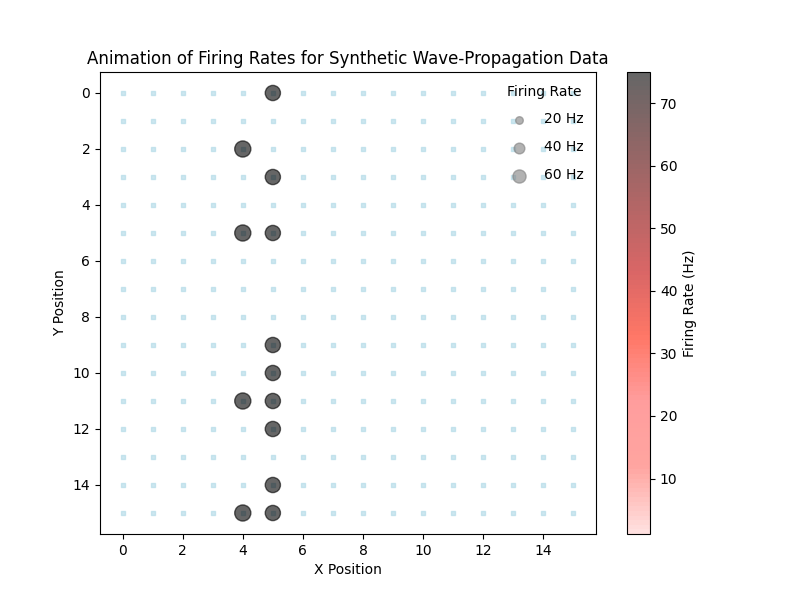 Animation of Firing Rates for Synthetic Wave-Propagation Data
Firing Rate
20 Hz
40 Hz
60 Hz
0
2
4
6
8
10
12
14
Y Position
0 2 4 6 8 10 12 14
X Position
70
60
50
40
30
20
10
Firing Rate (Hz)